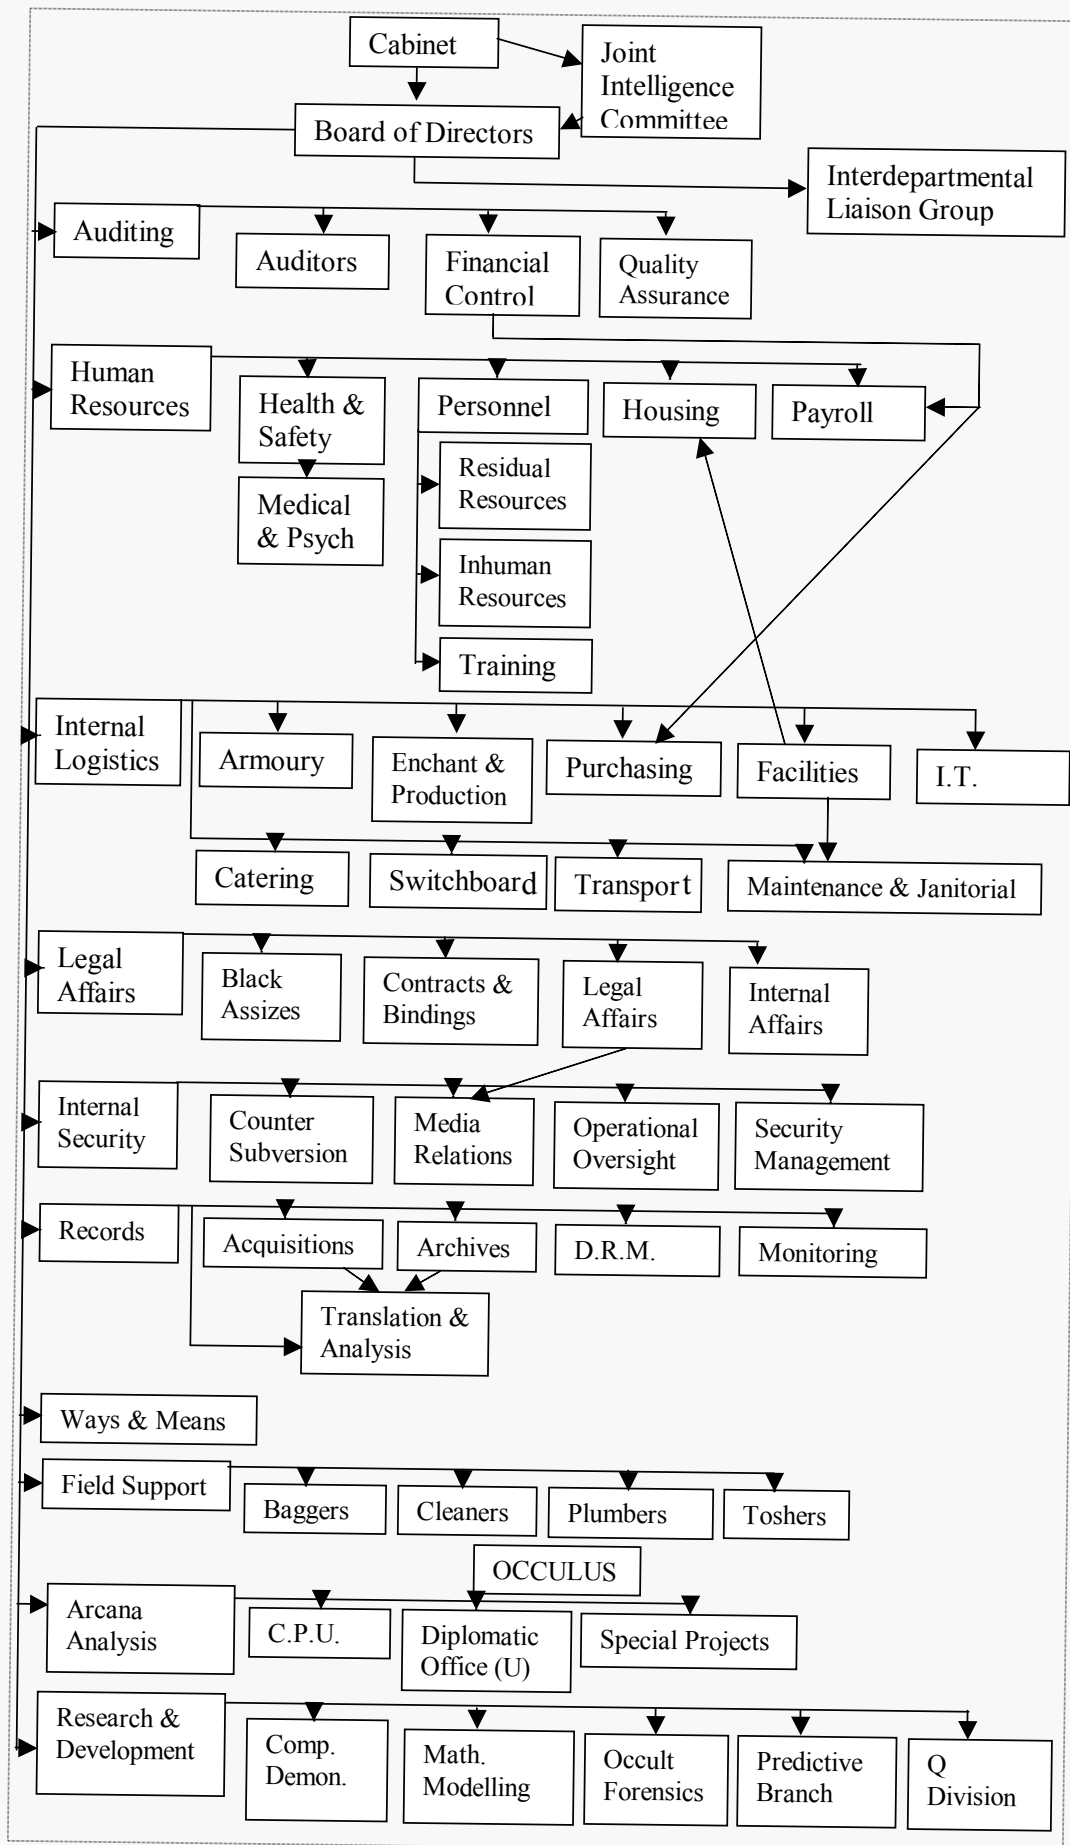 Cabinet
Joint
Intelligence
Committee
Board of Directors
Interdepartmental
Liaison Group
Auditing
Auditors
Financial
Control
Quality
Assurance
Human
Resources
Health &
Safety
Personnel
Housing
Payroll
Medical
& Psych
Residual
Resources
Inhuman
Resources
Training
Internal
Logistics
Armoury
Enchant &
Production
Purchasing
Facilities
I.T.
Catering
Switchboard
Transport
Maintenance & Janitorial
Legal
Affairs
Black
Assizes
Contracts &
Bindings
Legal
Affairs
Internal
Affairs
Internal
Security
Counter
Subversion
Media
Relations
Operational
Oversight
Security
Management
Records
Acquisitions
Archives
D.R.M.
Monitoring
Translation &
Analysis
Ways & Means
Field Support
Baggers
Cleaners
Plumbers
Toshers
OCCULUS
Arcana
Analysis
C.P.U.
Diplomatic
Office (U)
Special Projects
Research &
Development
Comp.
Demon.
Math.
Modelling
Occult
Forensics
Predictive
Branch
Q
Division